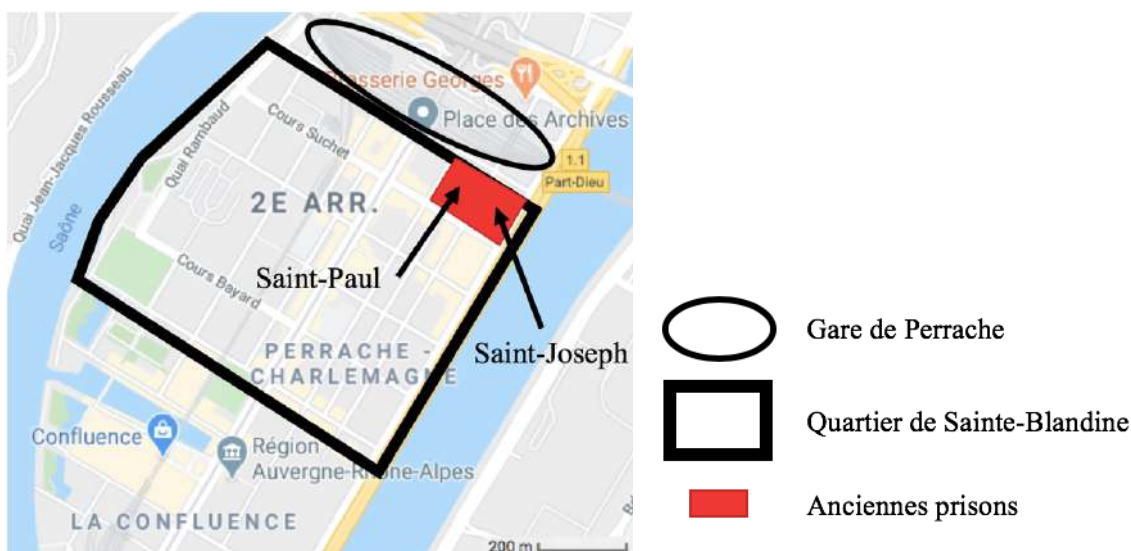 Quai Jean-Jacques Rousseau
Saône
Quai Rambaud
Cours Suchet
Brasserie Georges
Place des Archives
1.1
Part-Dieu
2E ARR.
Saint-Paul
Cours Bayard
Saint-Joseph
PERRACHE -
CHARLEMAGNE
Confluence
Région
Auvergne-Rhône-Alpes
LA CONFLUENCE
200 m
Gare de Perrache
Quartier de Sainte-Blandine
Anciennes prisons